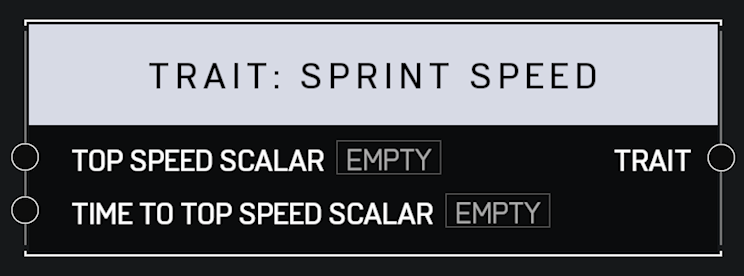 TRAIT: SPRINT SPEED
TOP SPEED SCALAR EMPTY TRAIT
TIME TO TOP SPEED SCALAR EMPTY